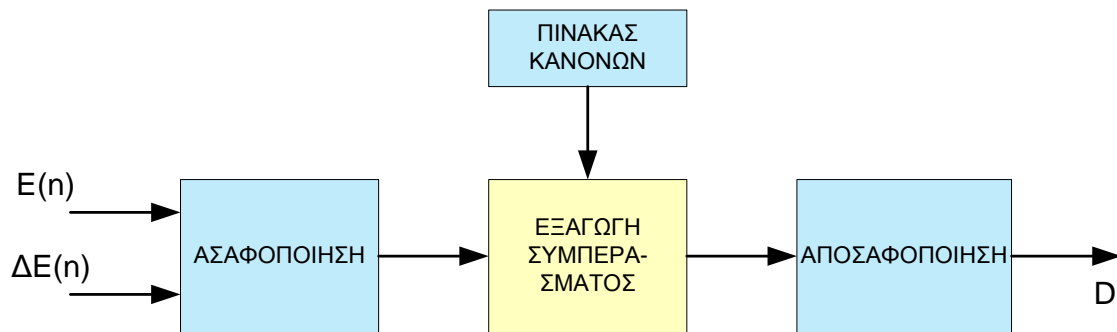 ΠΙΝΑΚΑΣ
ΚΑΝΟΝΩΝ
E(n)
ΔE(n)
ΑΣΑΦΟΠΟΙΗΣΗ
ΕΞΑΓΩΓΗ
ΣΥΜΠΕΡΑ-
ΣΜΑΤΟΣ
ΑΠΟΣΑΦΟΠΟΙΗΣΗ
D